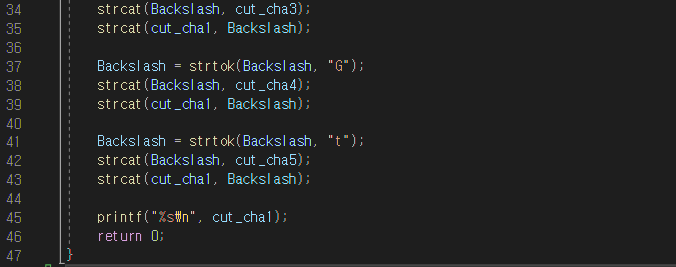 34 strcat(Backslash, cut_cha3);
35 strcat(cut_cha1, Backslash);
36
37 Backslash = strtok(Backslash, "G");
38 strcat(Backslash, cut_cha4);
39 strcat(cut_cha1, Backslash);
40
41 Backslash = strtok(Backslash, "t");
42 strcat(Backslash, cut_cha5);
43 strcat(cut_cha1, Backslash);
44
45 printf("%s₩n", cut_cha1);
46 return 0;
47 }